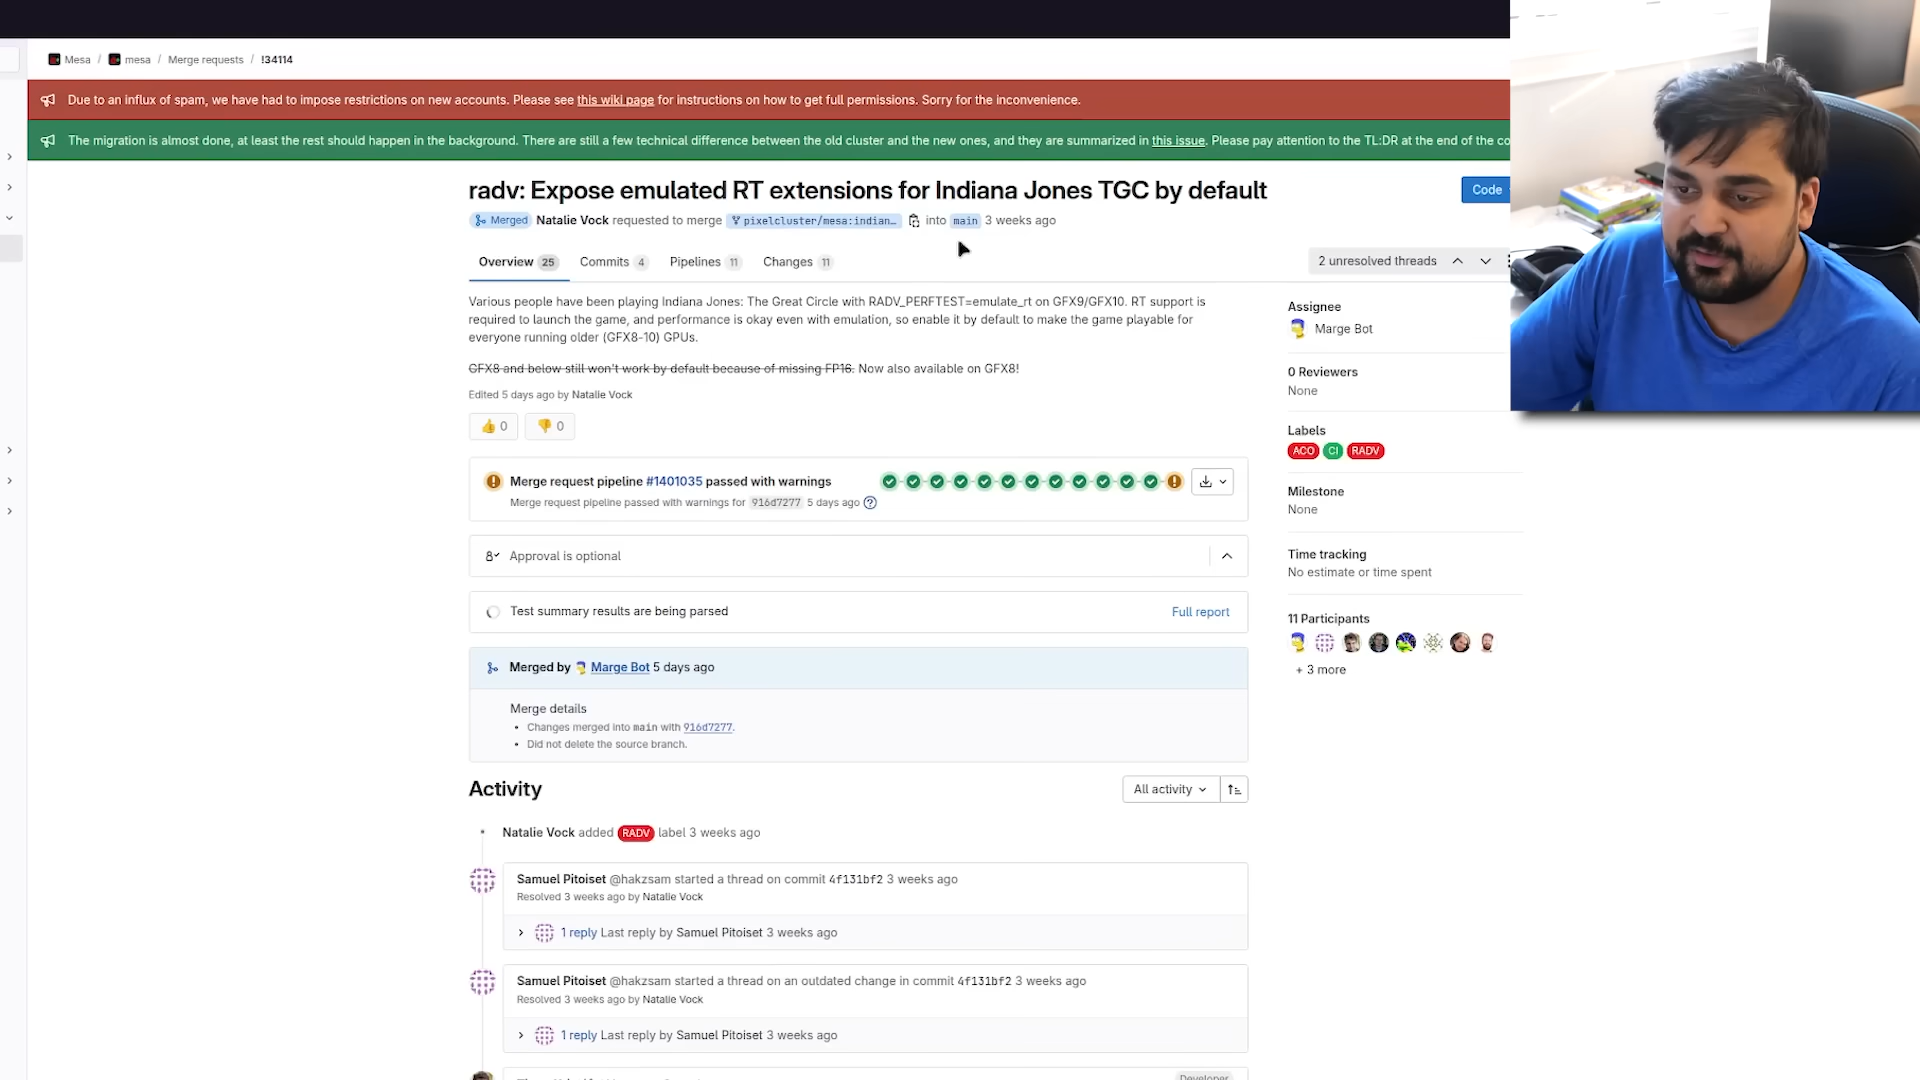 Mesa / mesa / Merge requests / !34114
Due to an influx of spam, we have had to impose restrictions on new accounts. Please see this wiki page for instructions on how to get full permissions. Sorry for the inconvenience.
The migration is almost done, at least the rest should happen in the background. There are still a few technical difference between the old cluster and the new ones, and they are summarized in this issue. Please pay attention to the TL:DR at the end of the co
radv: Expose emulated RT extensions for Indiana Jones TGC by default
Code
Merged Natalie Vock requested to merge pixelcluster/mesa:indian… into main 3 weeks ago
Overview 25 Commits 4 Pipelines 11 Changes 11
2 unresolved threads
Various people have been playing Indiana Jones: The Great Circle with RADV_PERFTEST=emulate_rt on GFX9/GFX10. RT support is
required to launch the game, and performance is okay even with emulation, so enable it by default to make the game playable for
everyone running older (GFX8-10) GPUs.
GFX8 and below still won't work by default because of missing FP16. Now also available on GFX8!
Edited 5 days ago by Natalie Vock
0 0
Merge request pipeline #1401035 passed with warnings
Merge request pipeline passed with warnings for 916d7277 5 days ago
Approval is optional
Test summary results are being parsed
Full report
Merged by Marge Bot 5 days ago
Merge details
• Changes merged into main with 916d7277.
• Did not delete the source branch.
Activity
All activity
Natalie Vock added RADV label 3 weeks ago
Samuel Pitoiset @hakzsam started a thread on commit 4f131bf2 3 weeks ago
Resolved 3 weeks ago by Natalie Vock
1 reply Last reply by Samuel Pitoiset 3 weeks ago
Samuel Pitoiset @hakzsam started a thread on an outdated change in commit 4f131bf2 3 weeks ago
Resolved 3 weeks ago by Natalie Vock
1 reply Last reply by Samuel Pitoiset 3 weeks ago
Developer
Assignee
Marge Bot
0 Reviewers
None
Labels
ACO CI RADV
Milestone
None
Time tracking
No estimate or time spent
11 Participants
+ 3 more